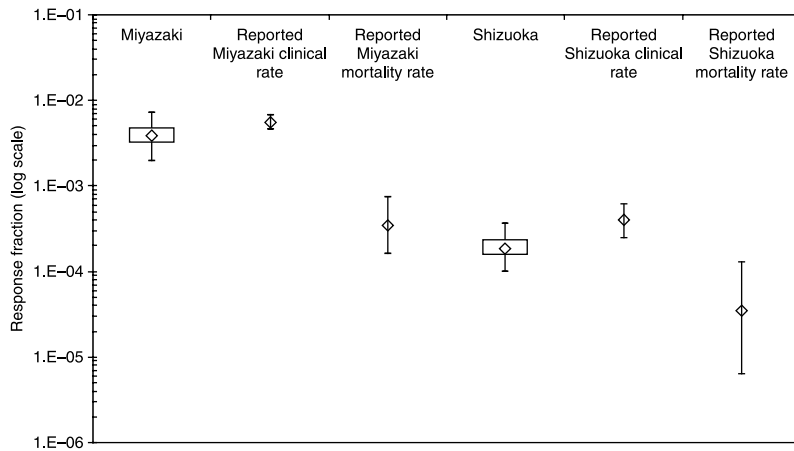 1.E−01
1.E−02
1.E−03
1.E−04
1.E−05
1.E−06
Response fraction (log scale)
Miyazaki
Reported
Miyazaki clinical
rate
Reported
Miyazaki
mortality rate
Shizuoka
Reported
Shizuoka clinical
rate
Reported
Shizuoka
mortality rate